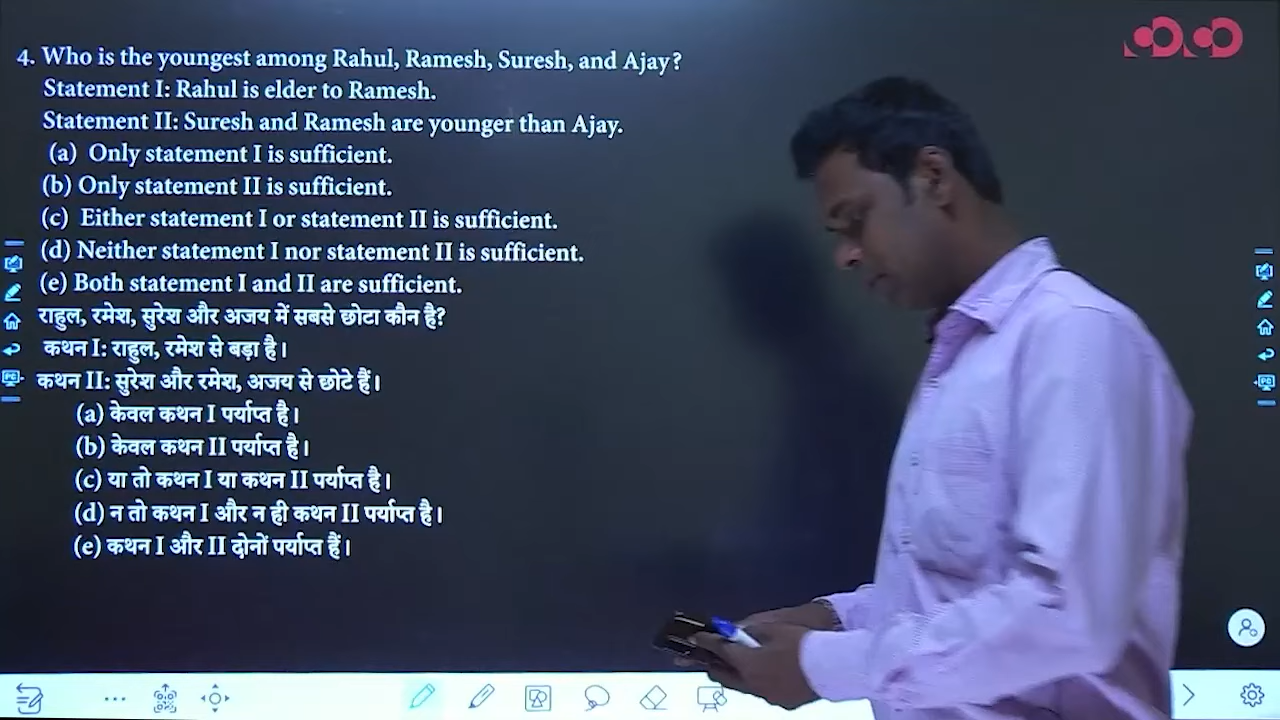 4. Who is the youngest among Rahul, Ramesh, Suresh, and Ajay?
Statement I: Rahul is elder to Ramesh.
Statement II: Suresh and Ramesh are younger than Ajay.
(a) Only statement I is sufficient.
(b) Only statement II is sufficient.
(c) Either statement I or statement II is sufficient.
(d) Neither statement I nor statement II is sufficient.
(e) Both statement I and II are sufficient.
राहुल, रमेश, सुरेश और अजय में सबसे छोटा कौन है?
कथन I: राहुल, रमेश से बड़ा है।
कथन II: सुरेश और रमेश, अजय से छोटे हैं।
(a) केवल कथन I पर्याप्त है।
(b) केवल कथन II पर्याप्त है।
(c) या तो कथन I या कथन II पर्याप्त है।
(d) न तो कथन I और न ही कथन II पर्याप्त है।
(e) कथन I और II दोनों पर्याप्त हैं।